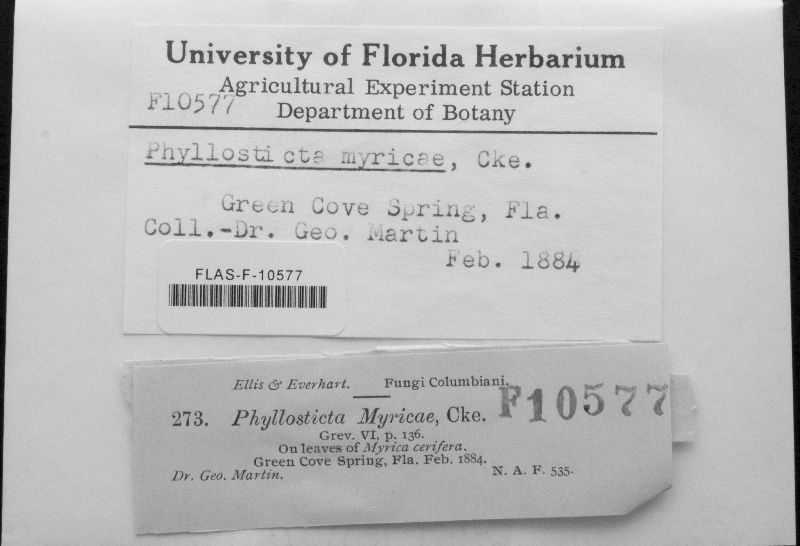 University of Florida Herbarium
Agricultural Experiment Station
F10577
Department of Botany
Phyllosticta myricae, Cke.
Green Cove Spring, Fla.
Coll.-Dr. Geo. Martin
Feb. 1884
FLAS-F-10577
Ellis & Everhart. Fungi Columbiani.
F10577
273. Phyllosticta Myricae, Cke.
Grev. VI, p. 136.
On leaves of Myrica cerifera.
Green Cove Spring, Fla. Feb. 1884.
Dr. Geo. Martin. N. A. F. 535.